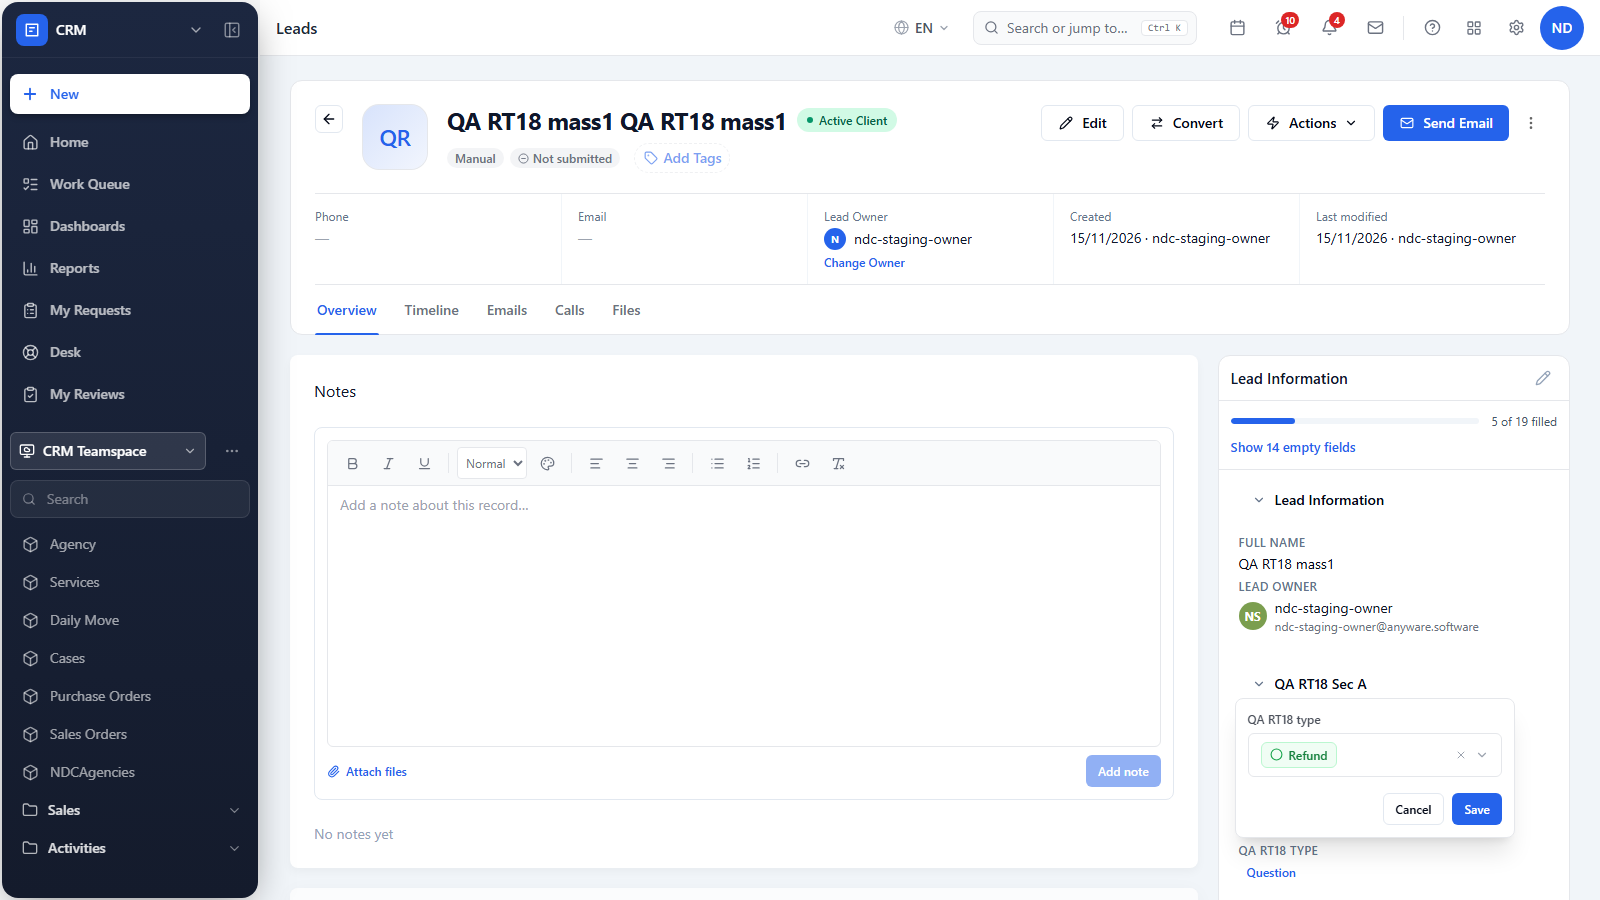 CRM
Leads
EN
Search or jump to...
Ctrl K
10
4
ND
New
Home
Work Queue
Dashboards
Reports
My Requests
Desk
My Reviews
CRM Teamspace
Search
Agency
Services
Daily Move
Cases
Purchase Orders
Sales Orders
NDCAgencies
Sales
Activities
QR
QA RT18 mass1 QA RT18 mass1
Active Client
Manual
Not submitted
Add Tags
Edit
Convert
Actions
Send Email
Phone
—
Email
—
Lead Owner
N
ndc-staging-owner
Change Owner
Created
15/11/2026 · ndc-staging-owner
Last modified
15/11/2026 · ndc-staging-owner
Overview
Timeline
Emails
Calls
Files
Notes
B I U
Normal
Add a note about this record...
Attach files
Add note
No notes yet
Lead Information
5 of 19 filled
Show 14 empty fields
Lead Information
FULL NAME
QA RT18 mass1
LEAD OWNER
NS
ndc-staging-owner
ndc-staging-owner@anyware.software
QA RT18 Sec A
QA RT18 type
Refund
Cancel
Save
QA RT18 TYPE
Question